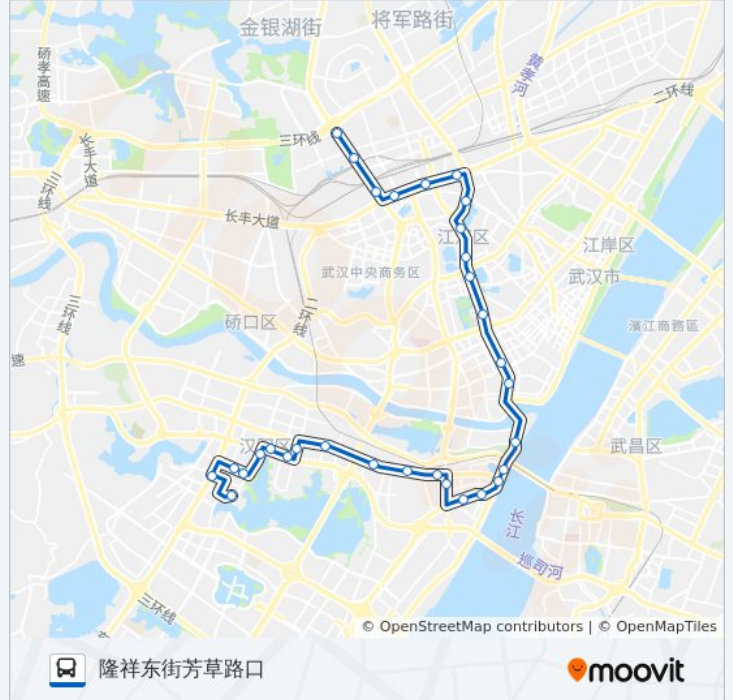 金银湖街
将军路街
硚孝高速
黄孝河
二环线
三环线
长丰大道
三环线
长丰大道
江汉区
江岸区
武汉中央商务区
武汉市
二环线
三环线
硚口区
濱江商務區
速
汉阳区
武昌区
长江
巡司河
三环线
© OpenStreetMap contributors | © OpenMapTiles
隆祥东街芳草路口
moovit